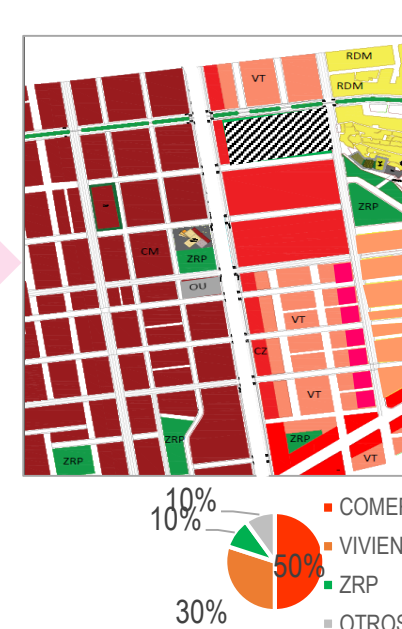 RDM
VT
RDM
ZRP
CM
ZRP
OU
VT
CZ
VT
ZRP
ZRP
VT
ZRP
10%
10%
50%
30%
COMER
VIVIEN
ZRP
OTROS